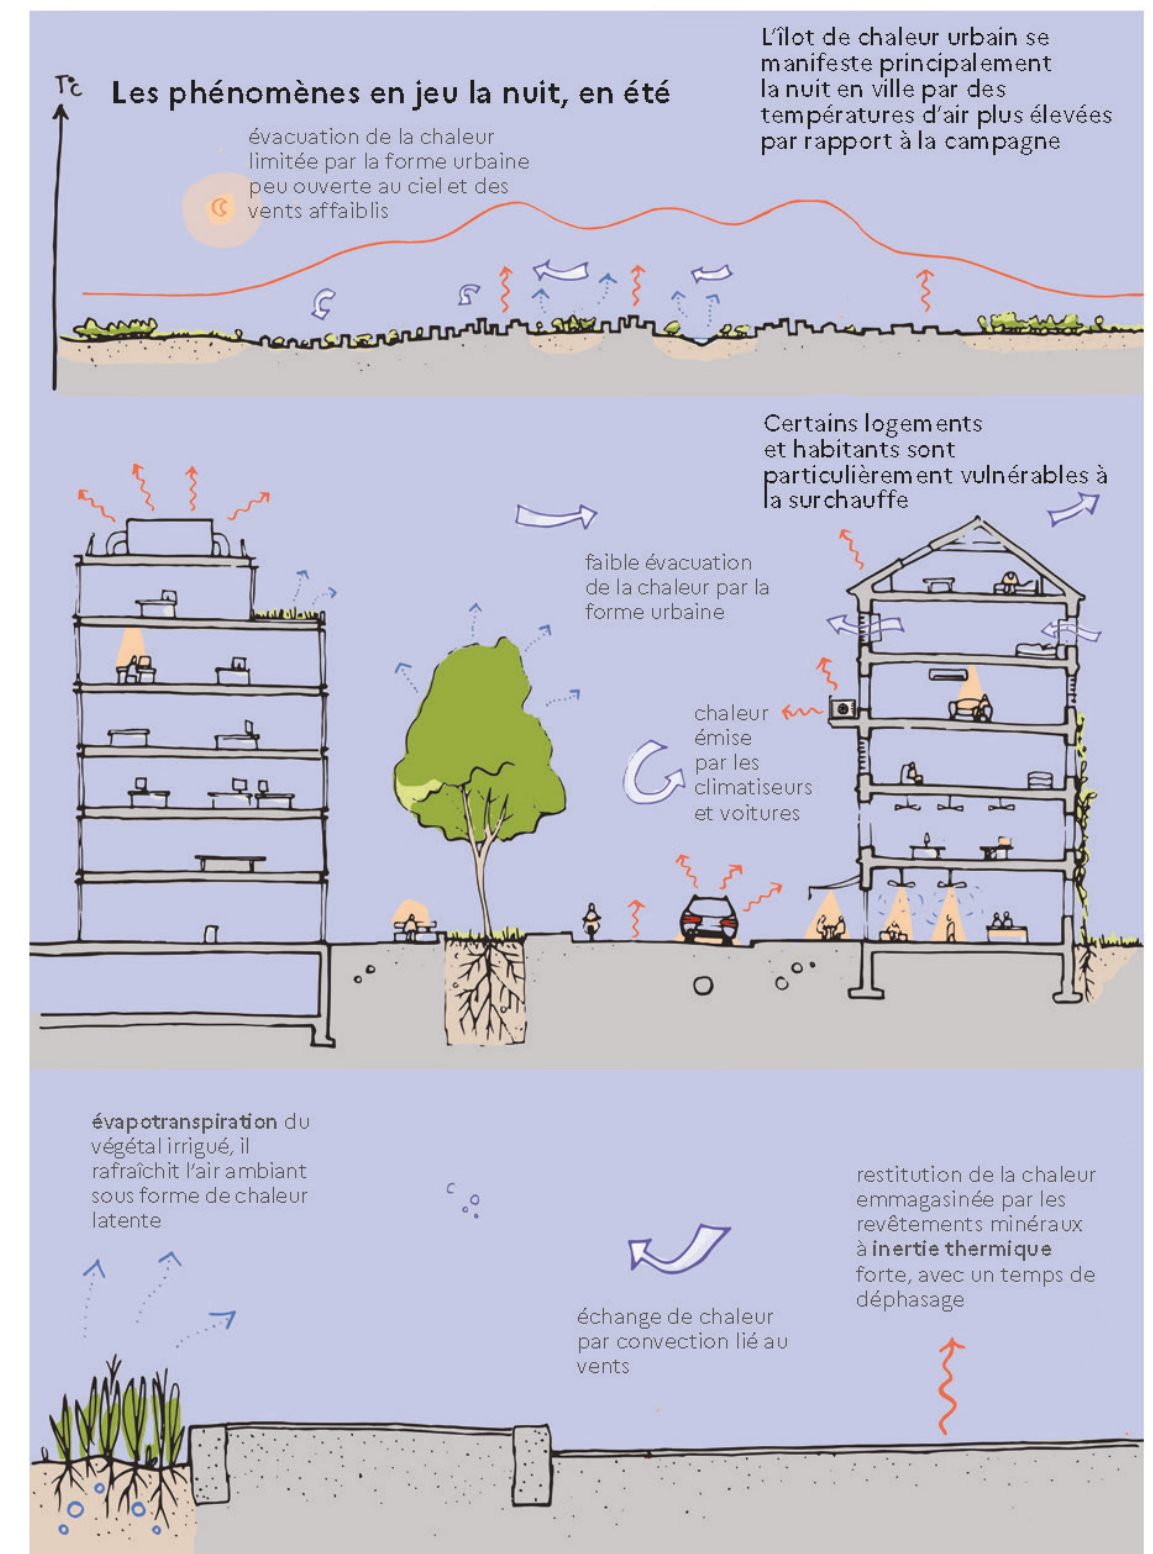 L'îlot de chaleur urbain se
manifeste principalement
la nuit en ville par des
températures d'air plus élevées
par rapport à la campagne
T°C
Les phénomènes en jeu la nuit, en été
évacuation de la chaleur
limitée par la forme urbaine
peu ouverte au ciel et des
vents affaiblis
Certains logements
et habitants sont
particulièrement vulnérables à
la surchauffe
faible évacuation
de la chaleur par la
forme urbaine
chaleur
émise
par les
climatiseurs
et voitures
évapotranspiration du
végétal irrigué, il
rafraîchit l'air ambiant
sous forme de chaleur
latente
échange de chaleur
par convection lié au
vents
restitution de la chaleur
emmagasinée par les
revêtements minéraux
à inertie thermique
forte, avec un temps de
déphasage